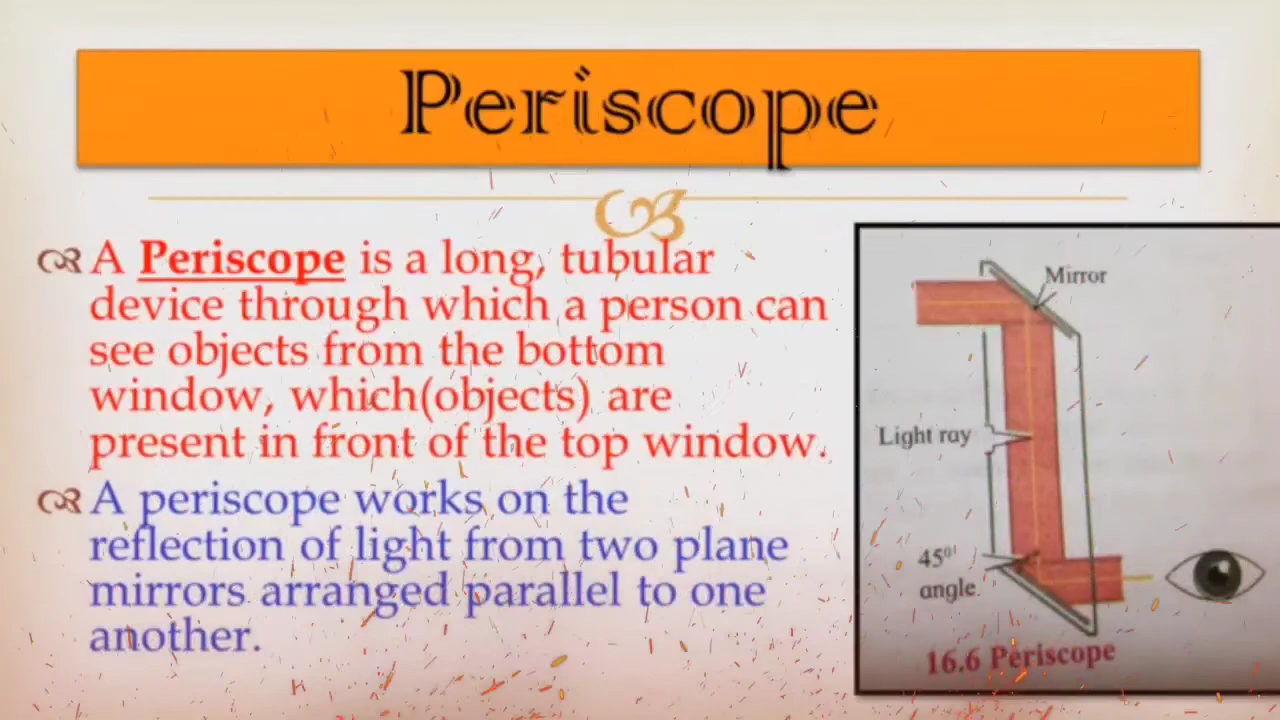 Periscope
A Periscope is a long, tubular
device through which a person can
see objects from the bottom
window, which(objects) are
present in front of the top window.
A periscope works on the
reflection of light from two plane
mirrors arranged parallel to one
another.
Mirror
Light ray
45⁰
angle.
16.6 Periscope